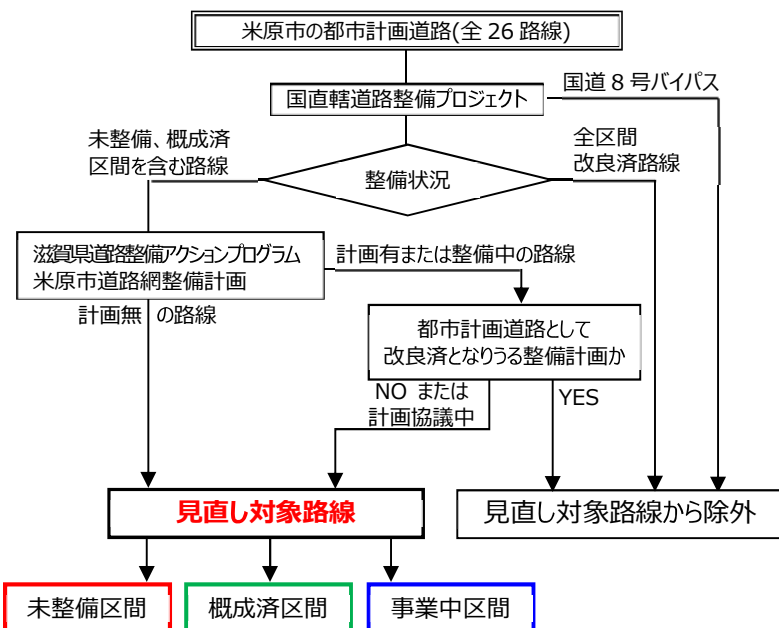 米原市の都市計画道路(全 26 路線)
国直轄道路整備プロジェクト
国道 8 号バイパス
未整備、概成済
区間を含む路線
整備状況
全区間
改良済路線
滋賀県道路整備アクションプログラム
米原市道路網整備計画
計画有または整備中の路線
計画無 の路線
都市計画道路として
改良済となりうる整備計画か
NO または
計画協議中
YES
見直し対象路線
見直し対象路線から除外
未整備区間
概成済区間
事業中区間